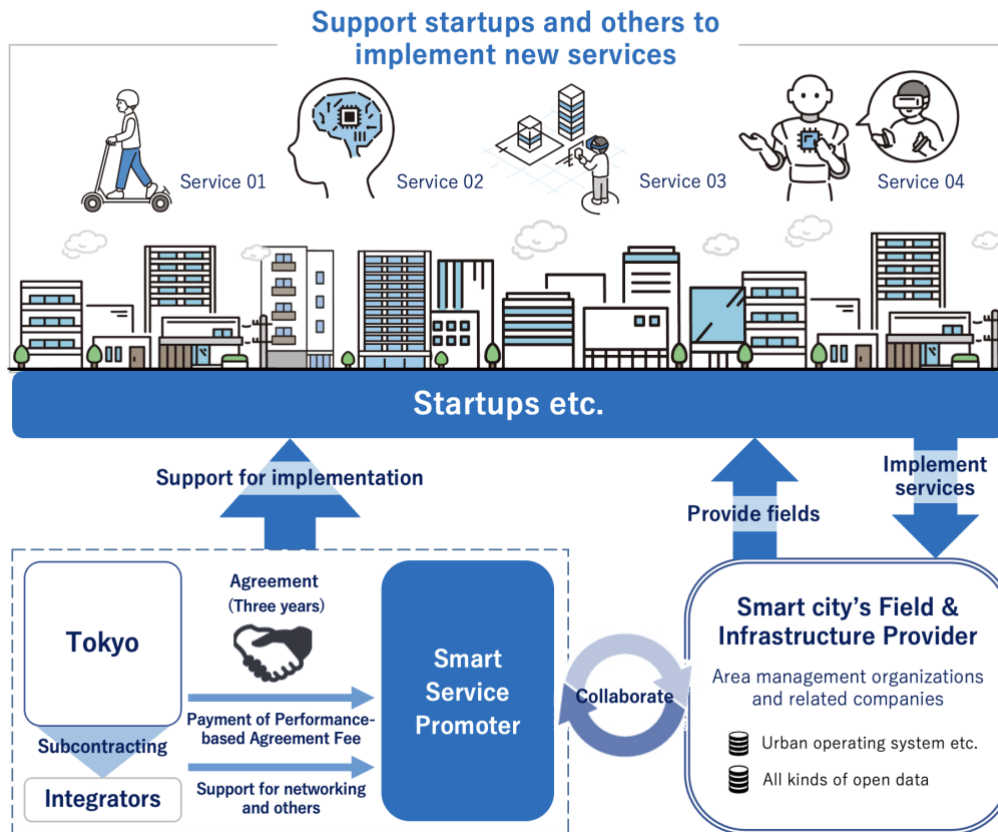 Support startups and others to
implement new services
Service 01
Service 02
Service 03
Service 04
Startups etc.
Support for implementation
Provide fields
Implement
services
Tokyo
Subcontracting
Integrators
Agreement
(Three years)
Payment of Performance-
based Agreement Fee
Support for networking
and others
Smart
Service
Promoter
Collaborate
Smart city's Field &
Infrastructure Provider
Area management organizations
and related companies
Urban operating system etc.
All kinds of open data